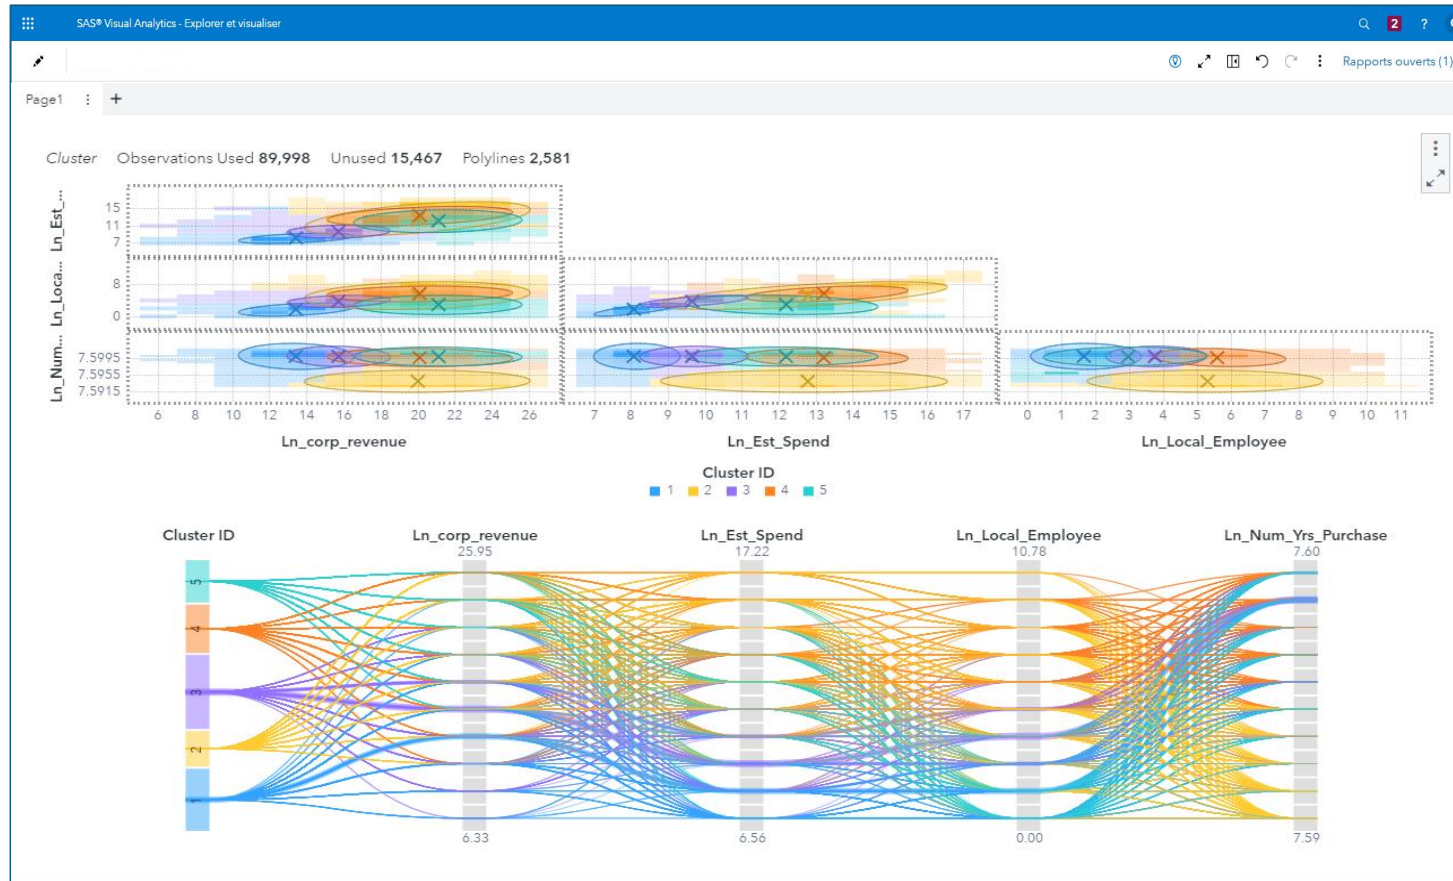 SAS® Visual Analytics - Explorer et visualiser
2
?
Rapports ouverts (1)
Page1
+
Cluster Observations Used 89,998 Unused 15,467 Polylines 2,581
Ln_Est_...
15
11
7
Ln_Loca...
8
0
Ln_Num...
7.5995
7.5955
7.5915
6 8 10 12 14 16 18 20 22 24 26
7 8 9 10 11 12 13 14 15 16 17
0 1 2 3 4 5 6 7 8 9 10 11
Ln_corp_revenue
Ln_Est_Spend
Ln_Local_Employee
Cluster ID
1 2 3 4 5
Cluster ID
Ln_corp_revenue
Ln_Est_Spend
Ln_Local_Employee
Ln_Num_Yrs_Purchase
25.95
17.22
10.78
7.60
5
4
3
2
1
6.33
6.56
0.00
7.59